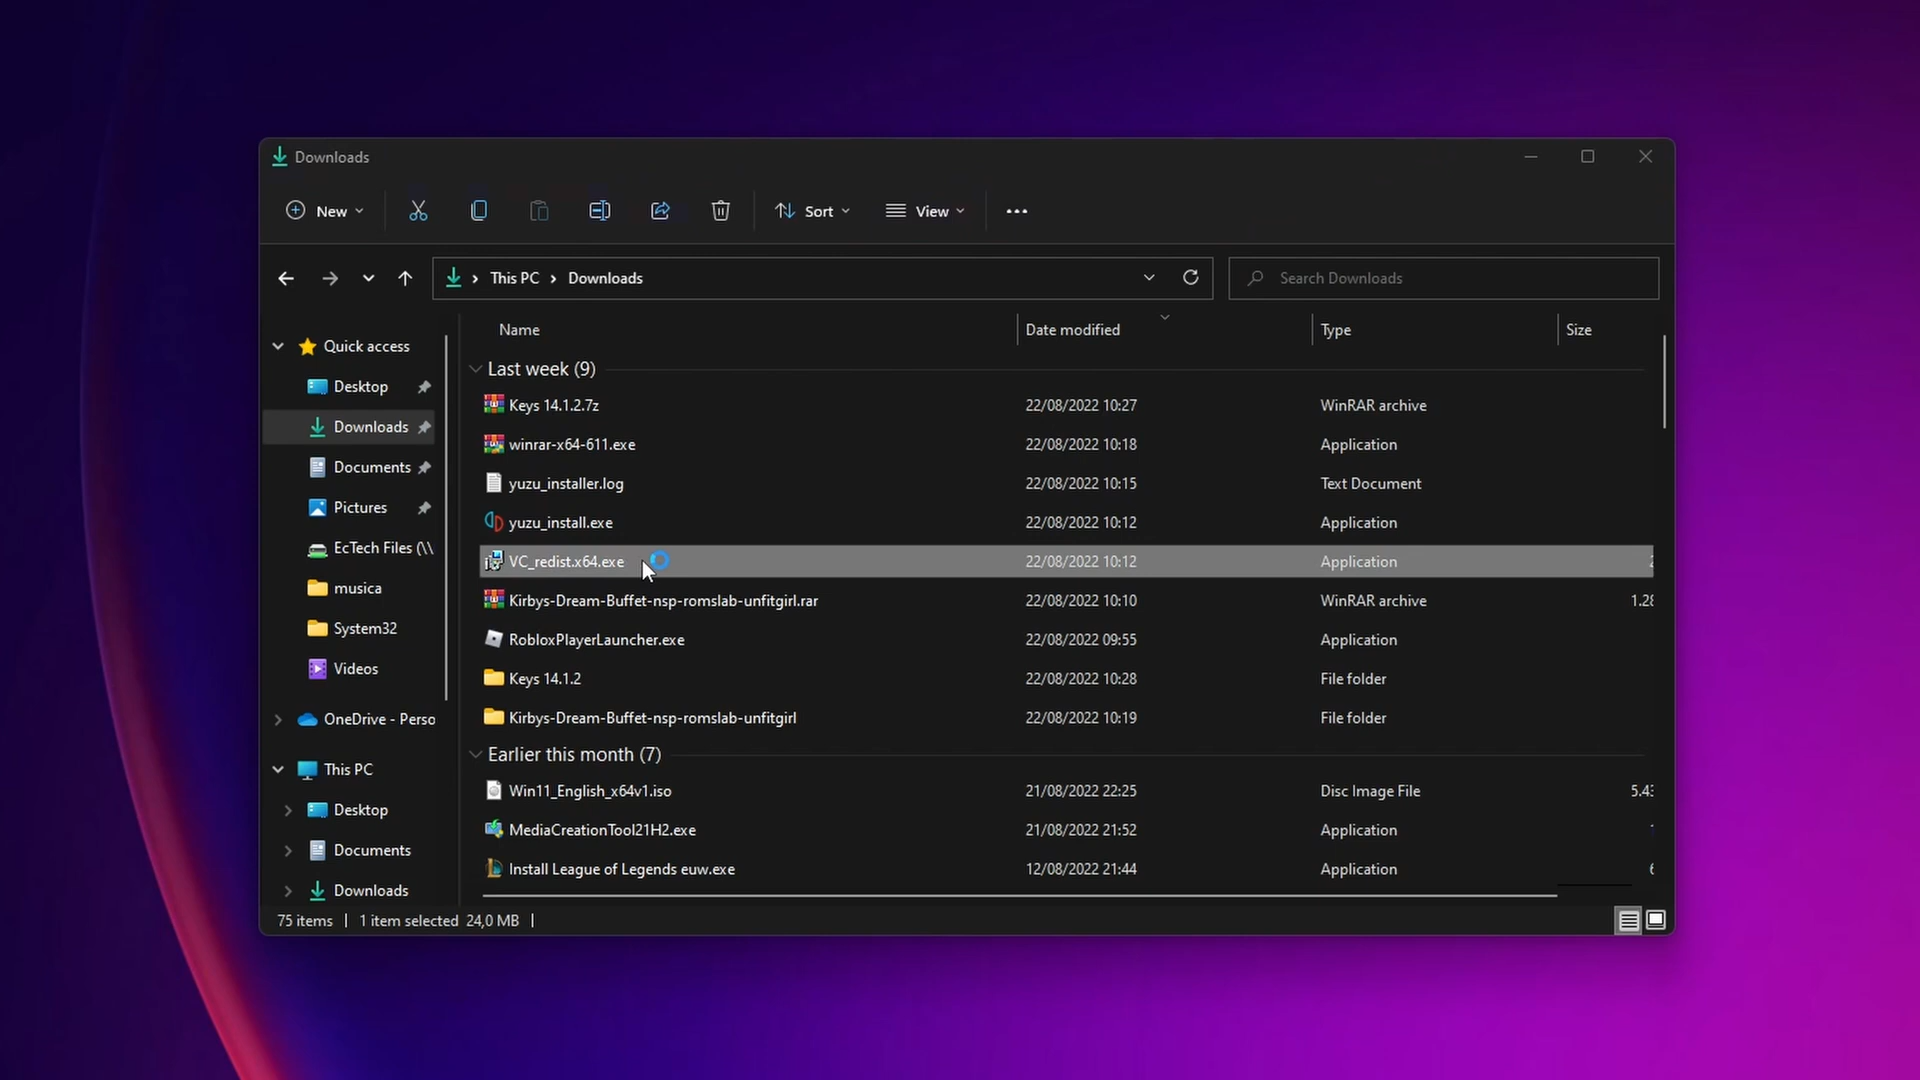 Downloads
New
Sort
View
This PC > Downloads
Search Downloads
Name Date modified Type Size
Quick access
Desktop
Downloads
Documents
Pictures
EcTech Files (\\
musica
System32
Videos
OneDrive - Perso
This PC
Desktop
Documents
Downloads
Last week (9)
Keys 14.1.2.7z 22/08/2022 10:27 WinRAR archive
winrar-x64-611.exe 22/08/2022 10:18 Application
yuzu_installer.log 22/08/2022 10:15 Text Document
yuzu_install.exe 22/08/2022 10:12 Application
VC_redist.x64.exe 22/08/2022 10:12 Application
Kirbys-Dream-Buffet-nsp-romslab-unfitgirl.rar 22/08/2022 10:10 WinRAR archive 1.28
RobloxPlayerLauncher.exe 22/08/2022 09:55 Application
Keys 14.1.2 22/08/2022 10:28 File folder
Kirbys-Dream-Buffet-nsp-romslab-unfitgirl 22/08/2022 10:19 File folder
Earlier this month (7)
Win11_English_x64v1.iso 21/08/2022 22:25 Disc Image File 5.43
MediaCreationTool21H2.exe 21/08/2022 21:52 Application
Install League of Legends euw.exe 12/08/2022 21:44 Application
75 items | 1 item selected 24,0 MB |